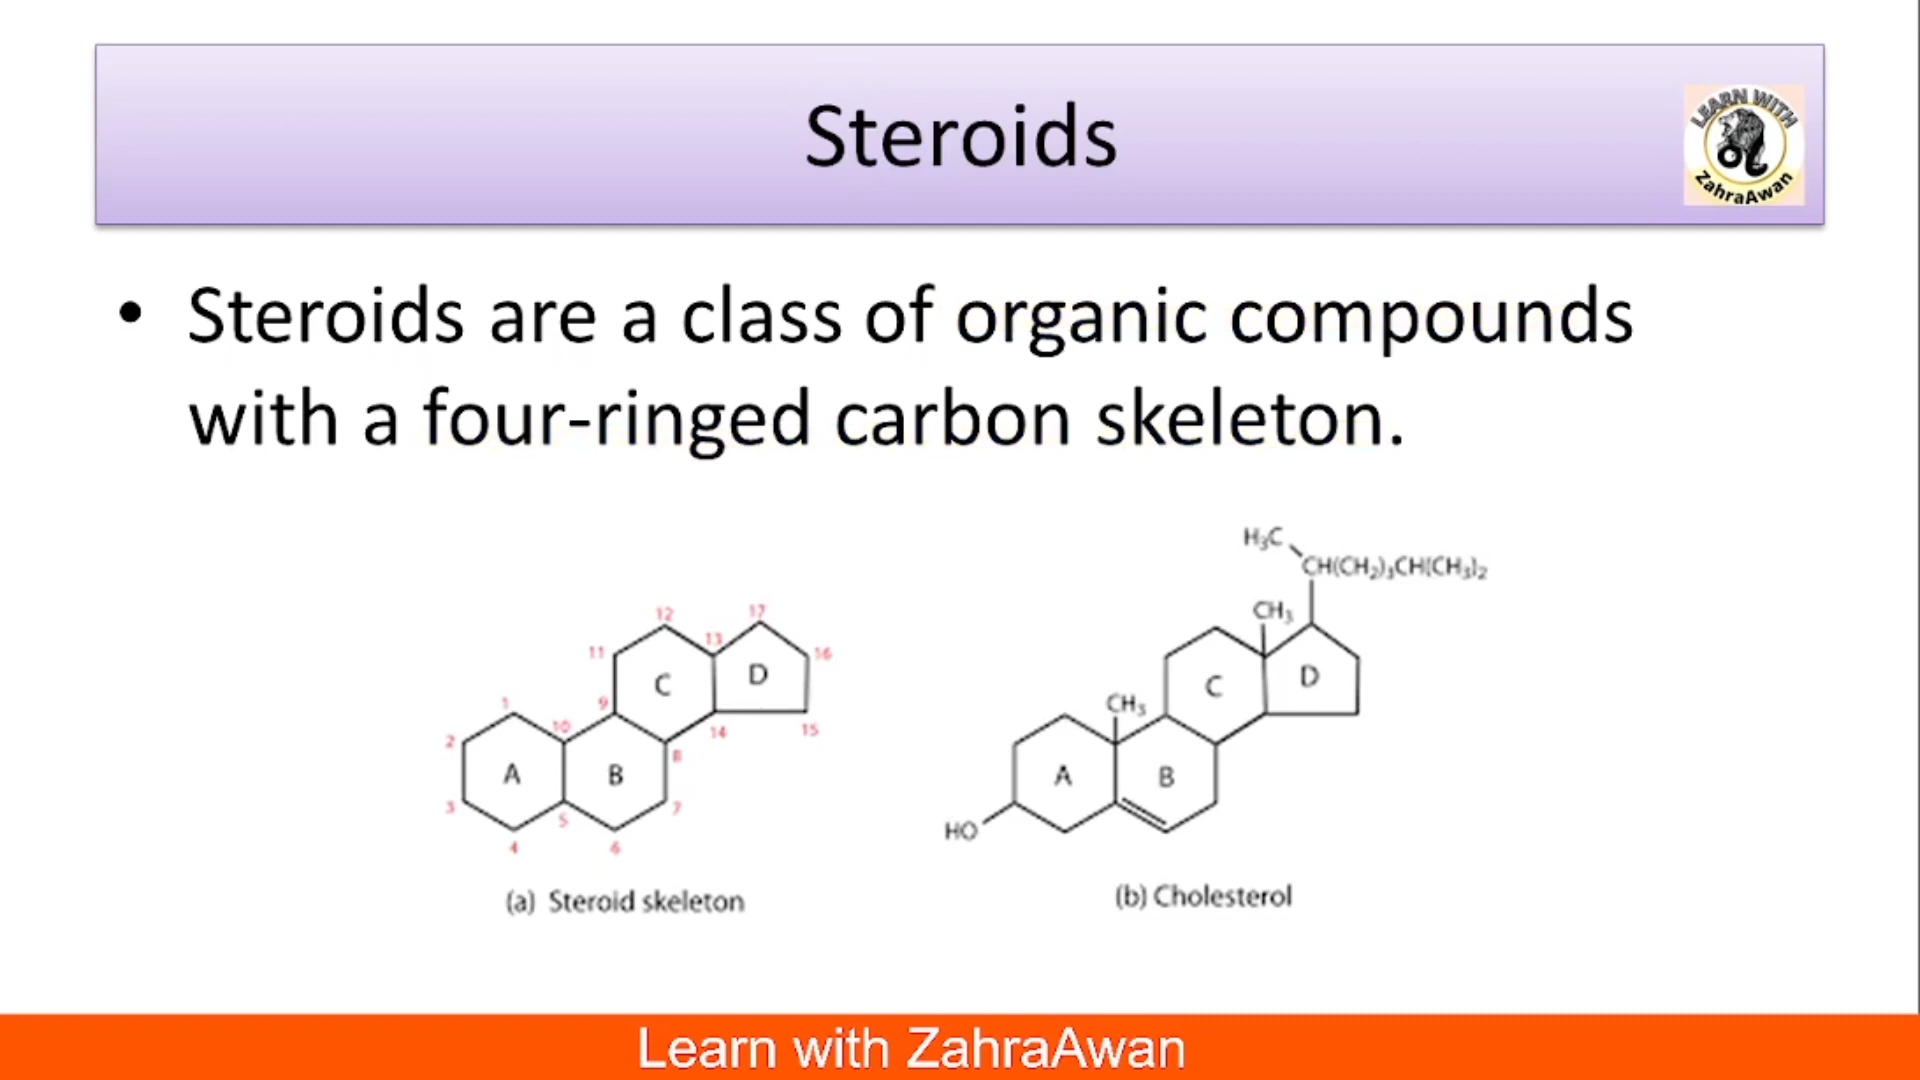 Steroids
LEARN WITH
ZahraAwan
• Steroids are a class of organic compounds
with a four-ringed carbon skeleton.
12
17
11
13
16
C
D
1
9
10
14
15
2
8
A
B
3
5
7
4
6
(a) Steroid skeleton
H₃C
CH(CH₂)₃CH(CH₃)₂
CH₃
C
D
CH₃
A
B
HO
(b) Cholesterol
Learn with ZahraAwan